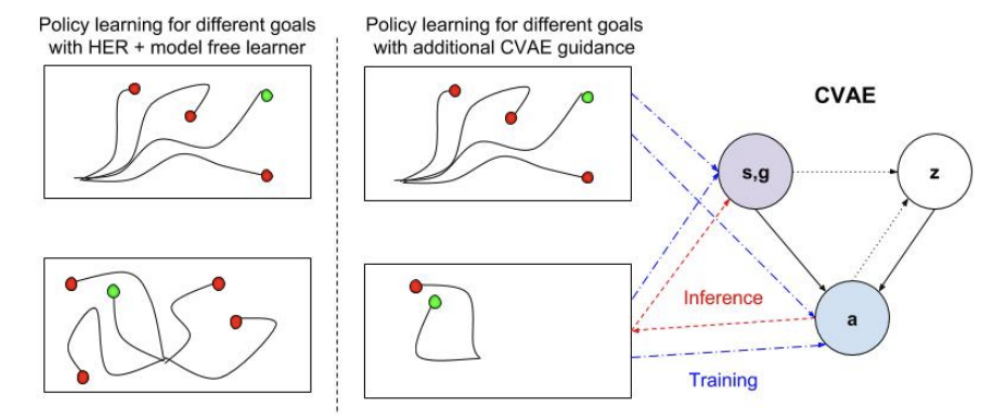 Policy learning for different goals
with HER + model free learner
Policy learning for different goals
with additional CVAE guidance
CVAE
s,g
z
Inference
a
Training